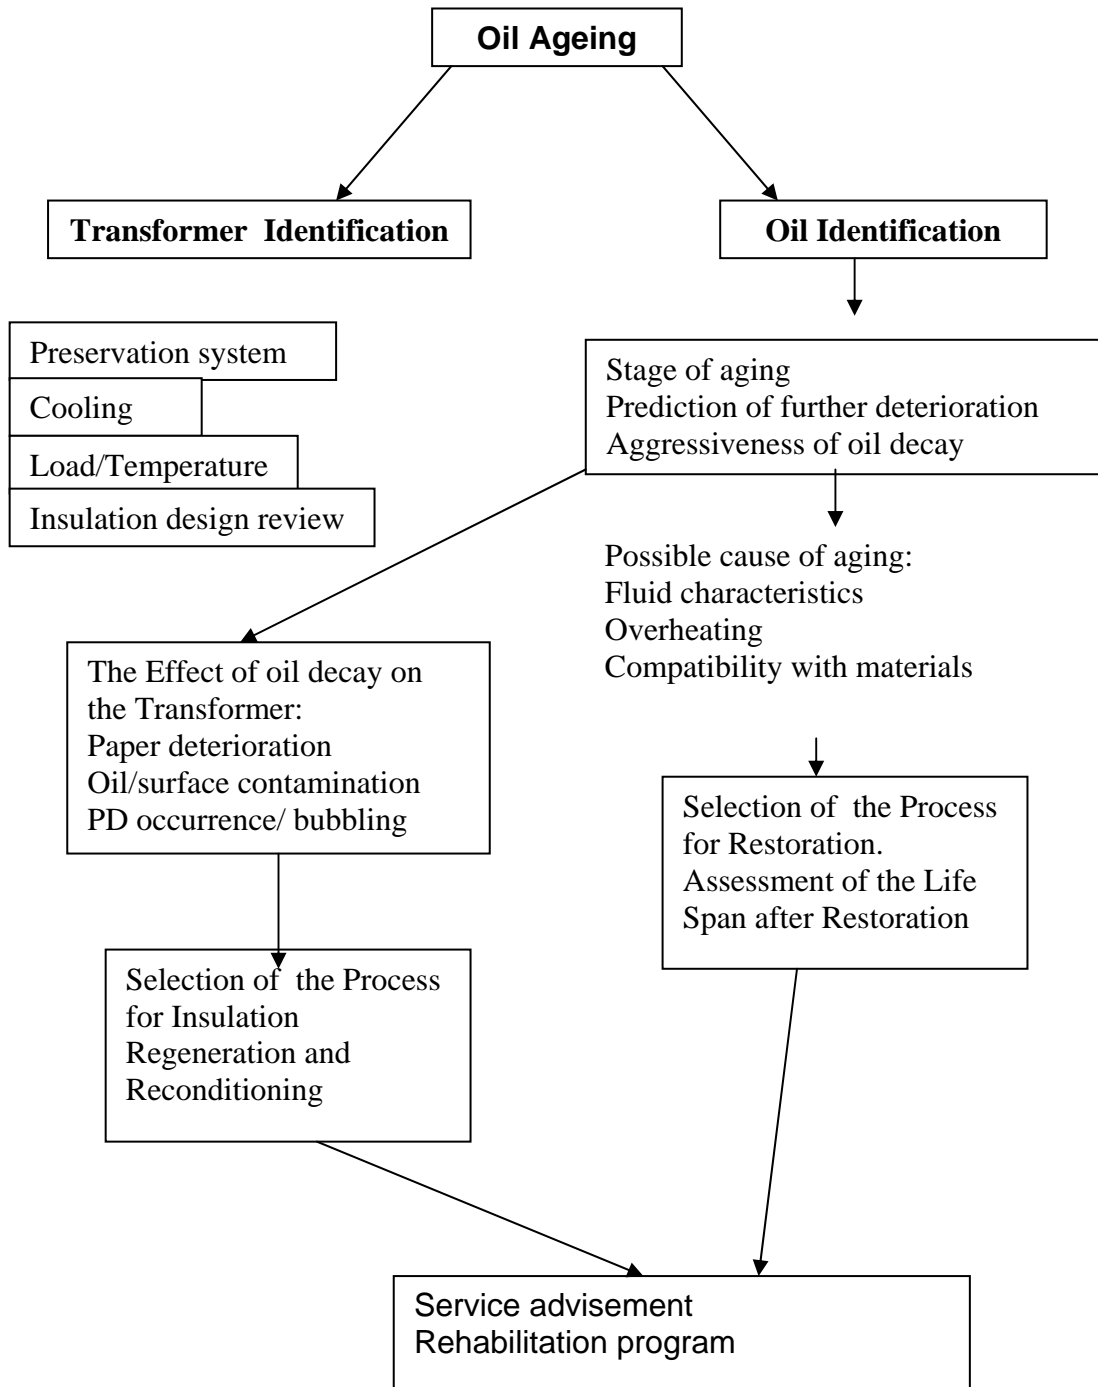 Oil Ageing
Transformer Identification
Oil Identification
Preservation system
Cooling
Load/Temperature
Insulation design review
Stage of aging
Prediction of further deterioration
Aggressiveness of oil decay
Possible cause of aging:
Fluid characteristics
Overheating
Compatibility with materials
The Effect of oil decay on
the Transformer:
Paper deterioration
Oil/surface contamination
PD occurrence/ bubbling
Selection of the Process
for Restoration.
Assessment of the Life
Span after Restoration
Selection of the Process
for Insulation
Regeneration and
Reconditioning
Service advisement
Rehabilitation program